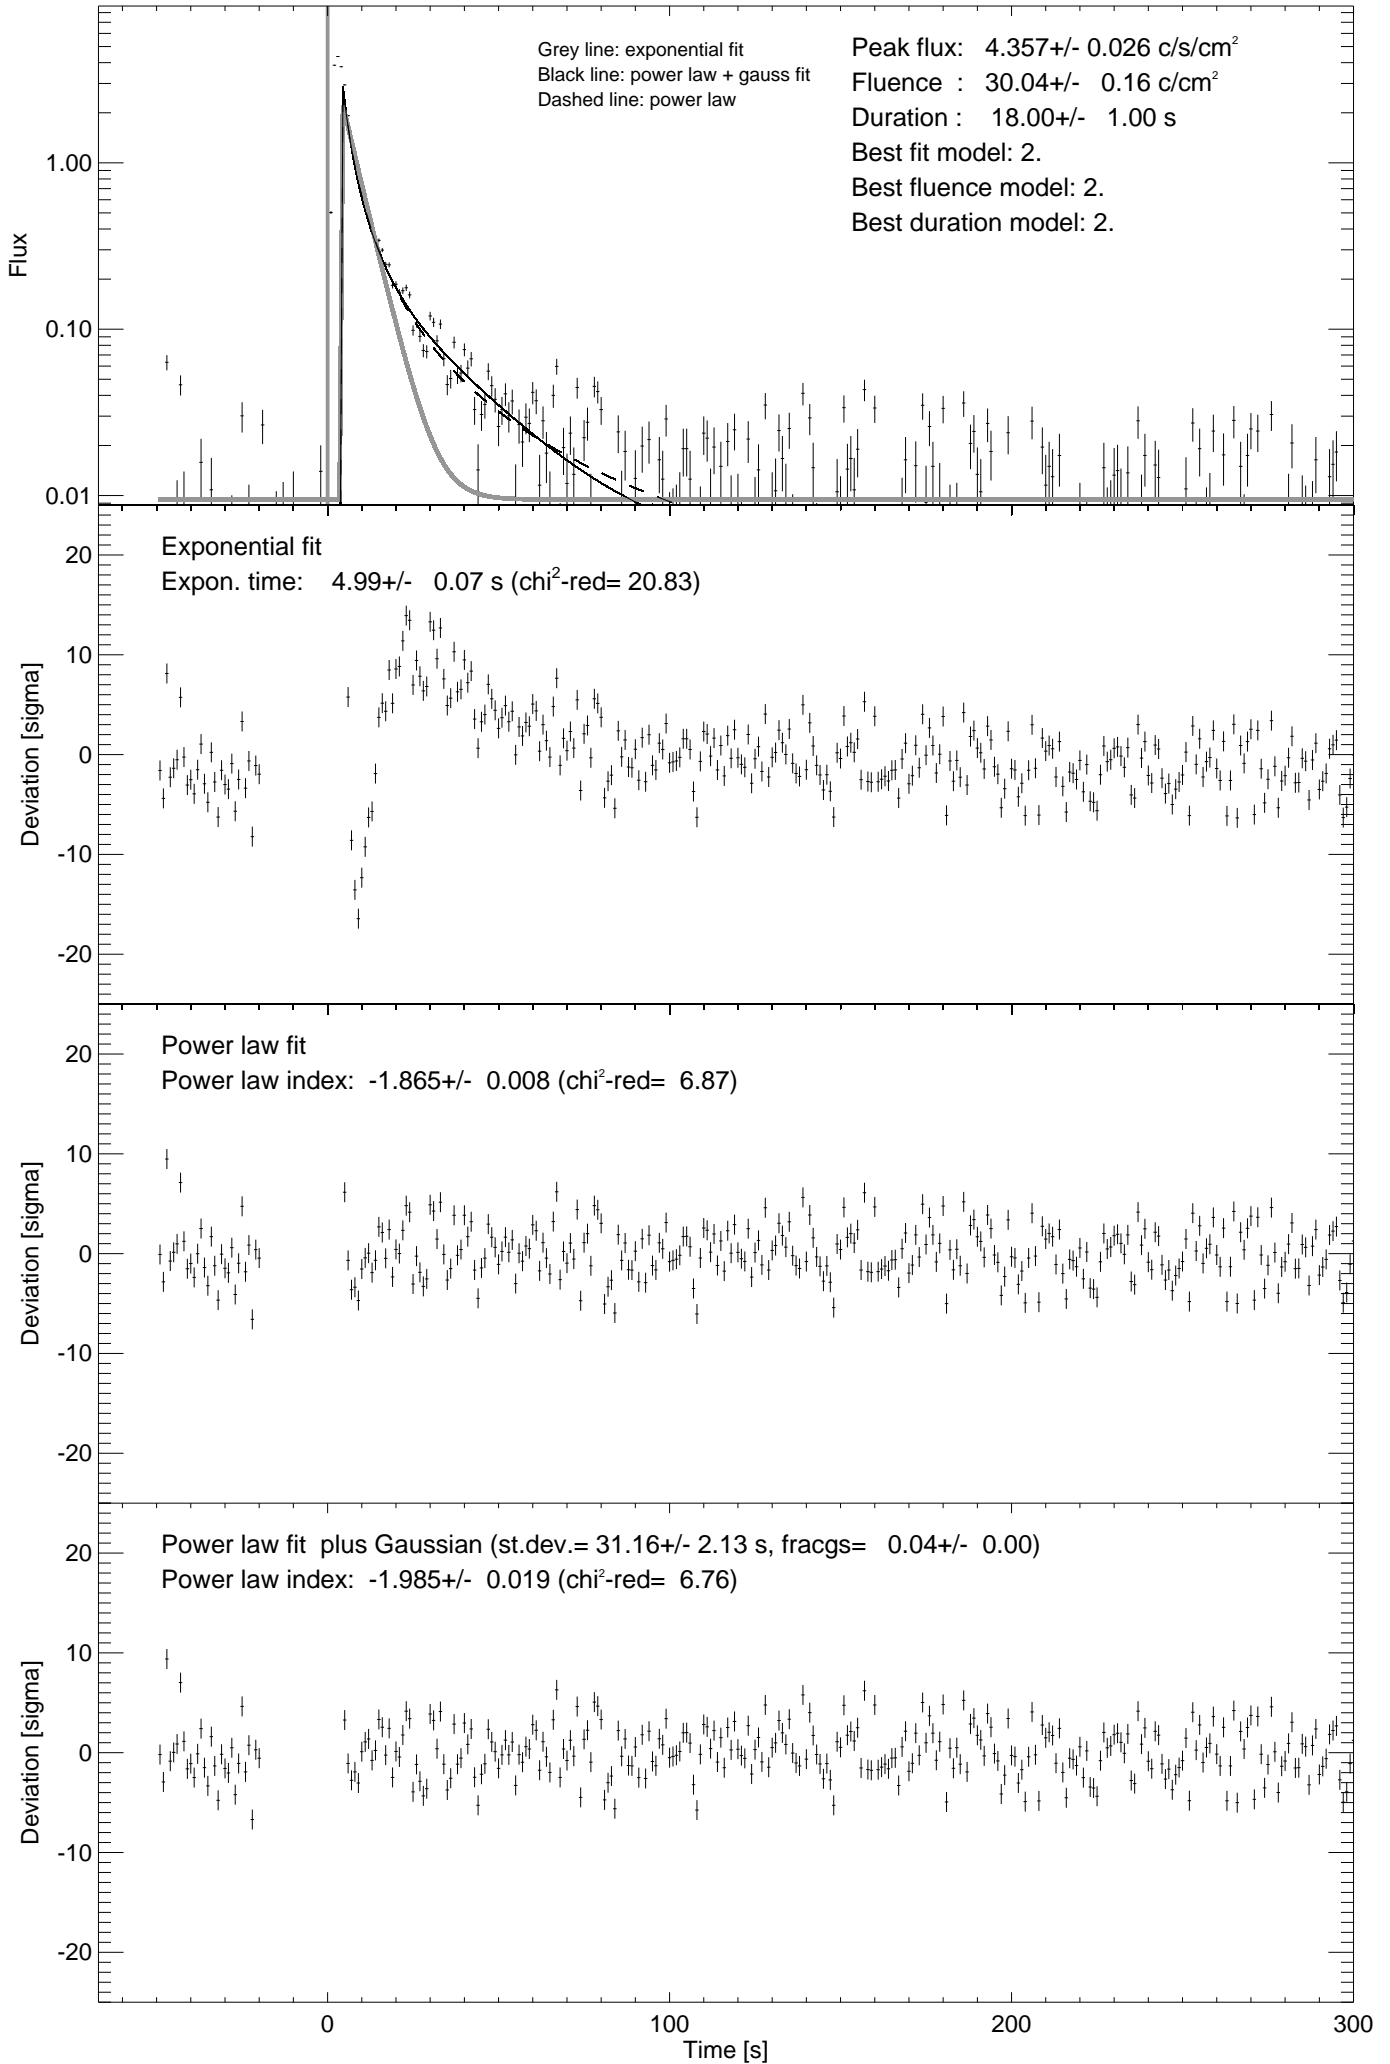 Grey line: exponential fit
Black line: power law + gauss fit
Dashed line: power law
Peak flux: 4.357+/- 0.026 c/s/cm²
Fluence : 30.04+/- 0.16 c/cm²
Duration : 18.00+/- 1.00 s
Best fit model: 2.
Best fluence model: 2.
Best duration model: 2.
1.00
0.10
0.01
Flux
Exponential fit
Expon. time: 4.99+/- 0.07 s (chi²-red= 20.83)
20
10
0
-10
-20
Deviation [sigma]
Power law fit
Power law index: -1.865+/- 0.008 (chi²-red= 6.87)
20
10
0
-10
-20
Deviation [sigma]
Power law fit plus Gaussian (st.dev.= 31.16+/- 2.13 s, fracgs= 0.04+/- 0.00)
Power law index: -1.985+/- 0.019 (chi²-red= 6.76)
20
10
0
-10
-20
Deviation [sigma]
0 100 200 300
Time [s]